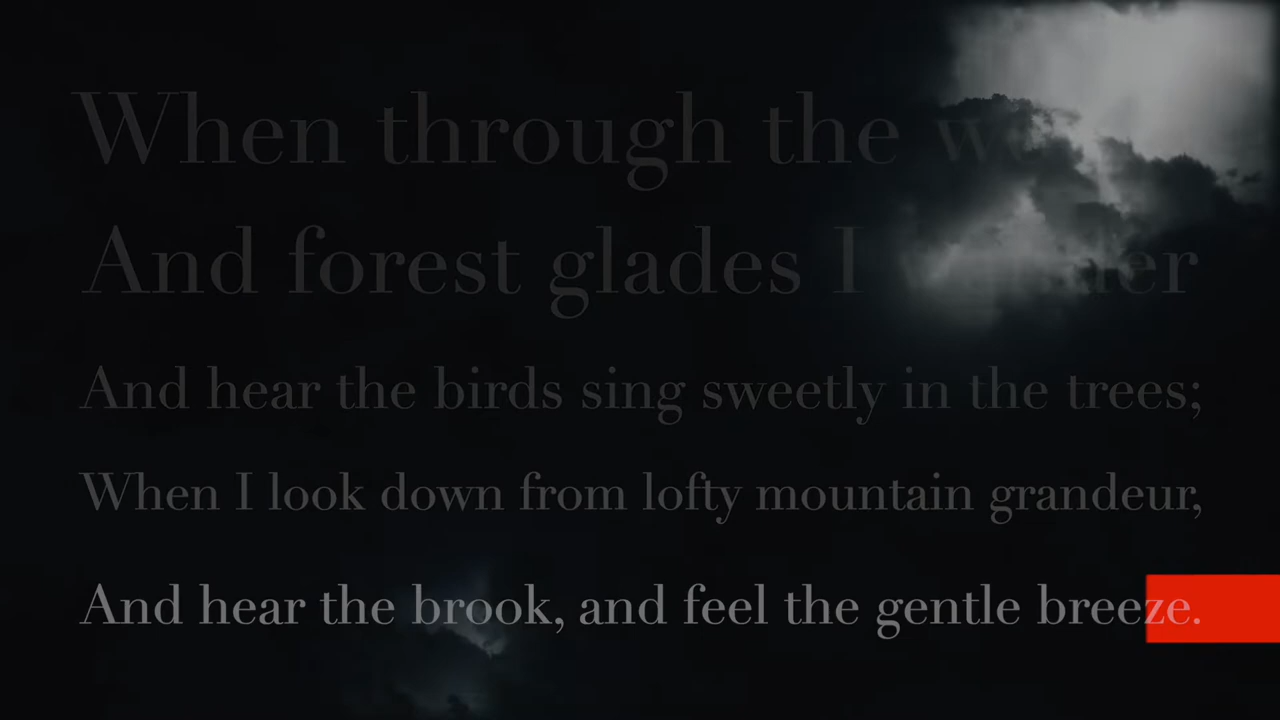 When through the
And forest glades I
And hear the birds sing sweetly in the trees;
When I look down from lofty mountain grandeur,
And hear the brook, and feel the gentle breeze.